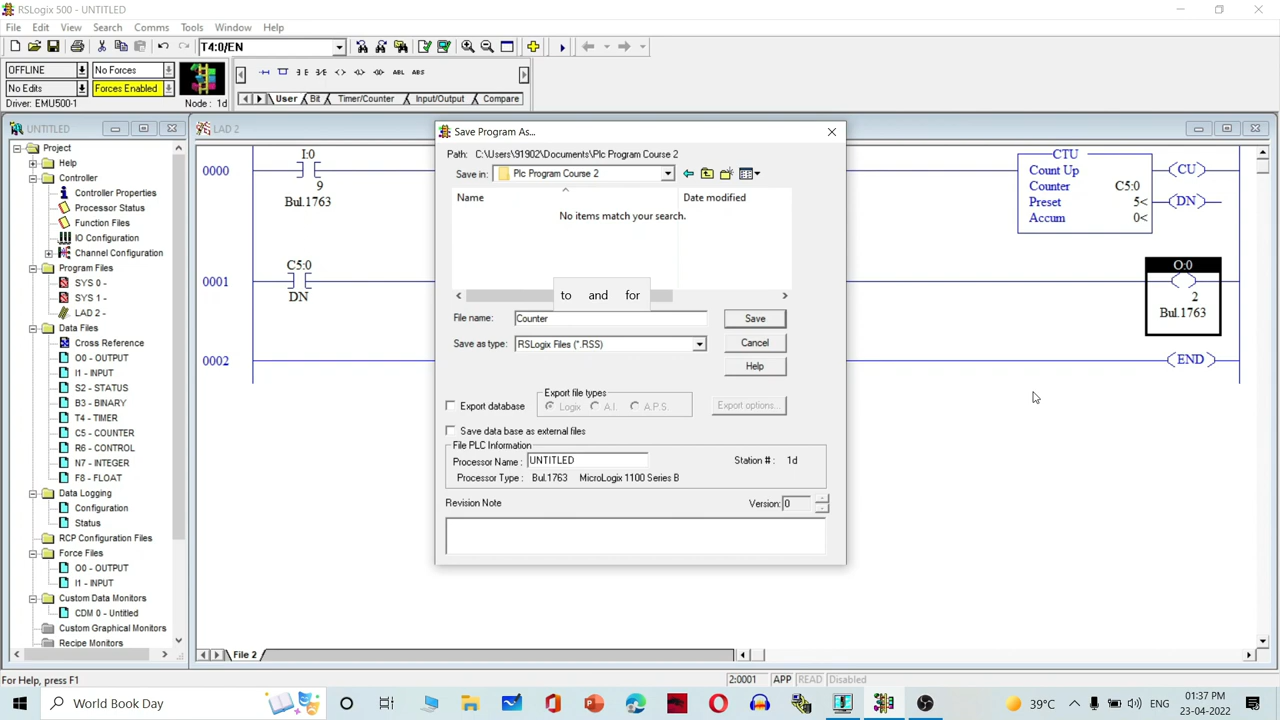 RSLogix 500 - UNTITLED
File Edit View Search Comms Tools Window Help
T4:0/EN
OFFLINE No Forces
No Edits Forces Enabled
Driver: EMU500-1 Node : 1d
User Bit Timer/Counter Input/Output Compare
UNTITLED
Project
Help
Controller
Controller Properties
Processor Status
Function Files
IO Configuration
Channel Configuration
Program Files
SYS 0 -
SYS 1 -
LAD 2 -
Data Files
Cross Reference
O0 - OUTPUT
I1 - INPUT
S2 - STATUS
B3 - BINARY
T4 - TIMER
C5 - COUNTER
R6 - CONTROL
N7 - INTEGER
F8 - FLOAT
Data Logging
Configuration
Status
RCP Configuration Files
Force Files
O0 - OUTPUT
I1 - INPUT
Custom Data Monitors
CDM 0 - Untitled
Custom Graphical Monitors
Recipe Monitors
LAD 2
0000
I:0
9
Bul.1763
CTU
Count Up
Counter C5:0
Preset 5<
Accum 0<
CU
DN
0001
C5:0
DN
O:0
2
Bul.1763
0002
END
File 2
Save Program As...
Path: C:\Users\91902\Documents\Plc Program Course 2
Save in: Plc Program Course 2
Name Date modified
No items match your search.
to and for
File name: Counter Save
Save as type: RSLogix Files (*.RSS) Cancel
Help
Export file types
Export database Logix A.I. A.P.S. Export options...
Save data base as external files
File PLC Information
Processor Name : UNTITLED Station # : 1d
Processor Type : Bul.1763 MicroLogix 1100 Series B
Revision Note Version: 0
For Help, press F1
2:0001 APP READ Disabled
World Book Day
39°C ENG 01:37 PM
23-04-2022